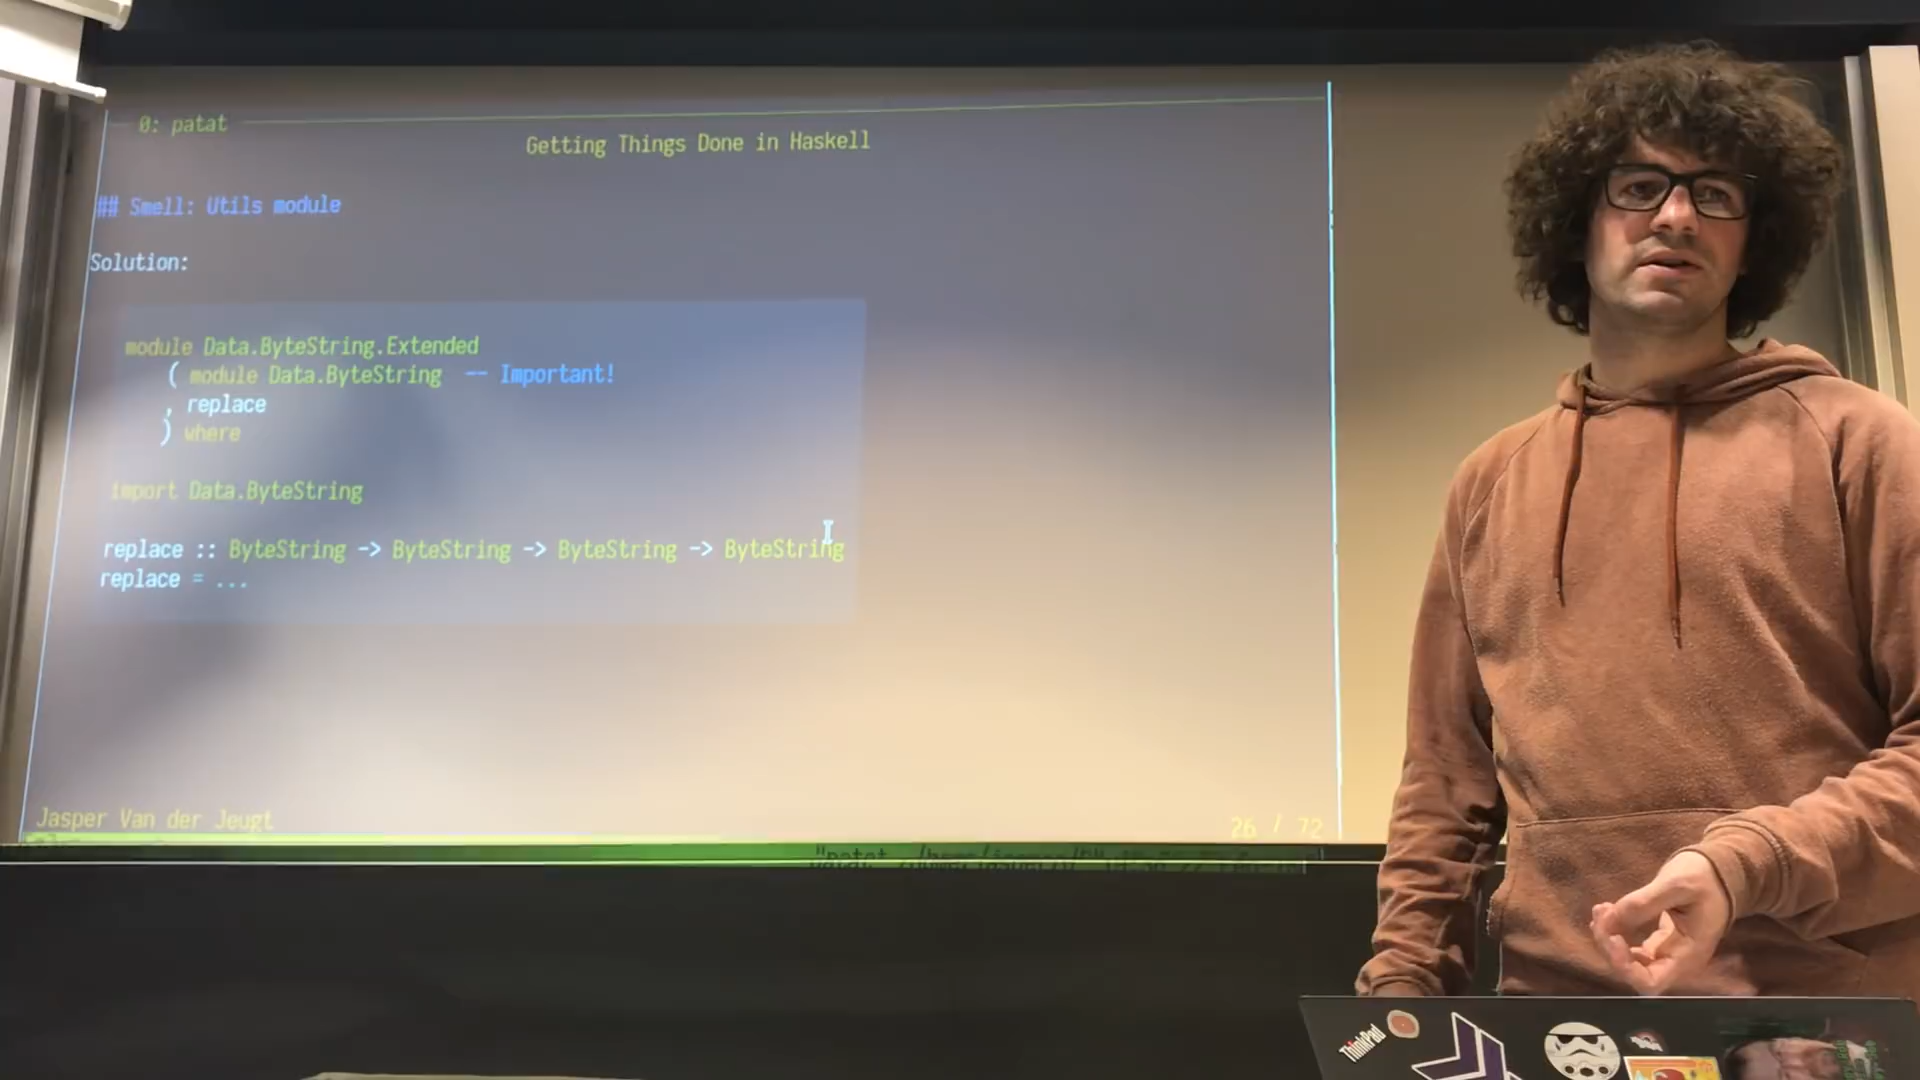 0: patat
Getting Things Done in Haskell
## Smell: Utils module
Solution:
module Data.ByteString.Extended
( module Data.ByteString -- Important!
, replace
) where
import Data.ByteString
replace :: ByteString -> ByteString -> ByteString -> ByteString
replace = ...
Jasper Van der Jeugt
26 / 72
ThinkPad